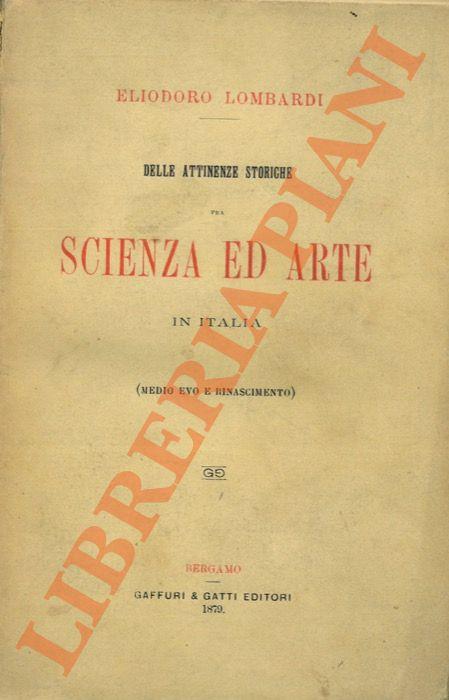 ELIODORO LOMBARDI
DELLE ATTINENZE STORICHE
FRA
SCIENZA ED ARTE
IN ITALIA
(MEDIO EVO E RINASCIMENTO)
GG
BERGAMO
GAFFURI & GATTI EDITORI
1879.
LIBRERIA PIANI